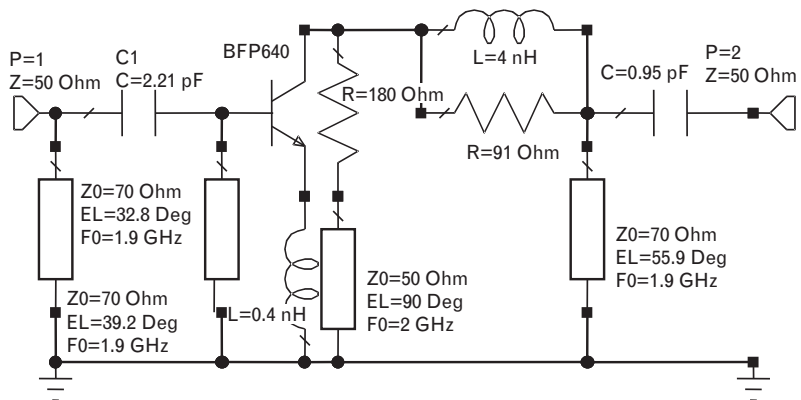 P=1
Z=50 Ohm
C1
C=2.21 pF
BFP640
R=180 Ohm
L=4 nH
R=91 Ohm
C=0.95 pF
P=2
Z=50 Ohm
Z0=70 Ohm
EL=32.8 Deg
F0=1.9 GHz
Z0=70 Ohm
EL=39.2 Deg
F0=1.9 GHz
L=0.4 nH
Z0=50 Ohm
EL=90 Deg
F0=2 GHz
Z0=70 Ohm
EL=55.9 Deg
F0=1.9 GHz